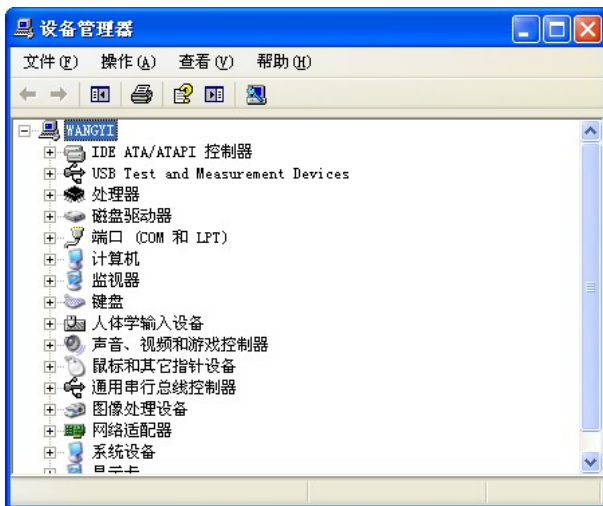 设备管理器
文件(F) 操作(A) 查看(V) 帮助(H)
WANGYI
IDE ATA/ATAPI 控制器
USB Test and Measurement Devices
处理器
磁盘驱动器
端口 (COM 和 LPT)
计算机
监视器
键盘
人体学输入设备
声音、视频和游戏控制器
鼠标和其它指针设备
通用串行总线控制器
图像处理设备
网络适配器
系统设备
显示卡